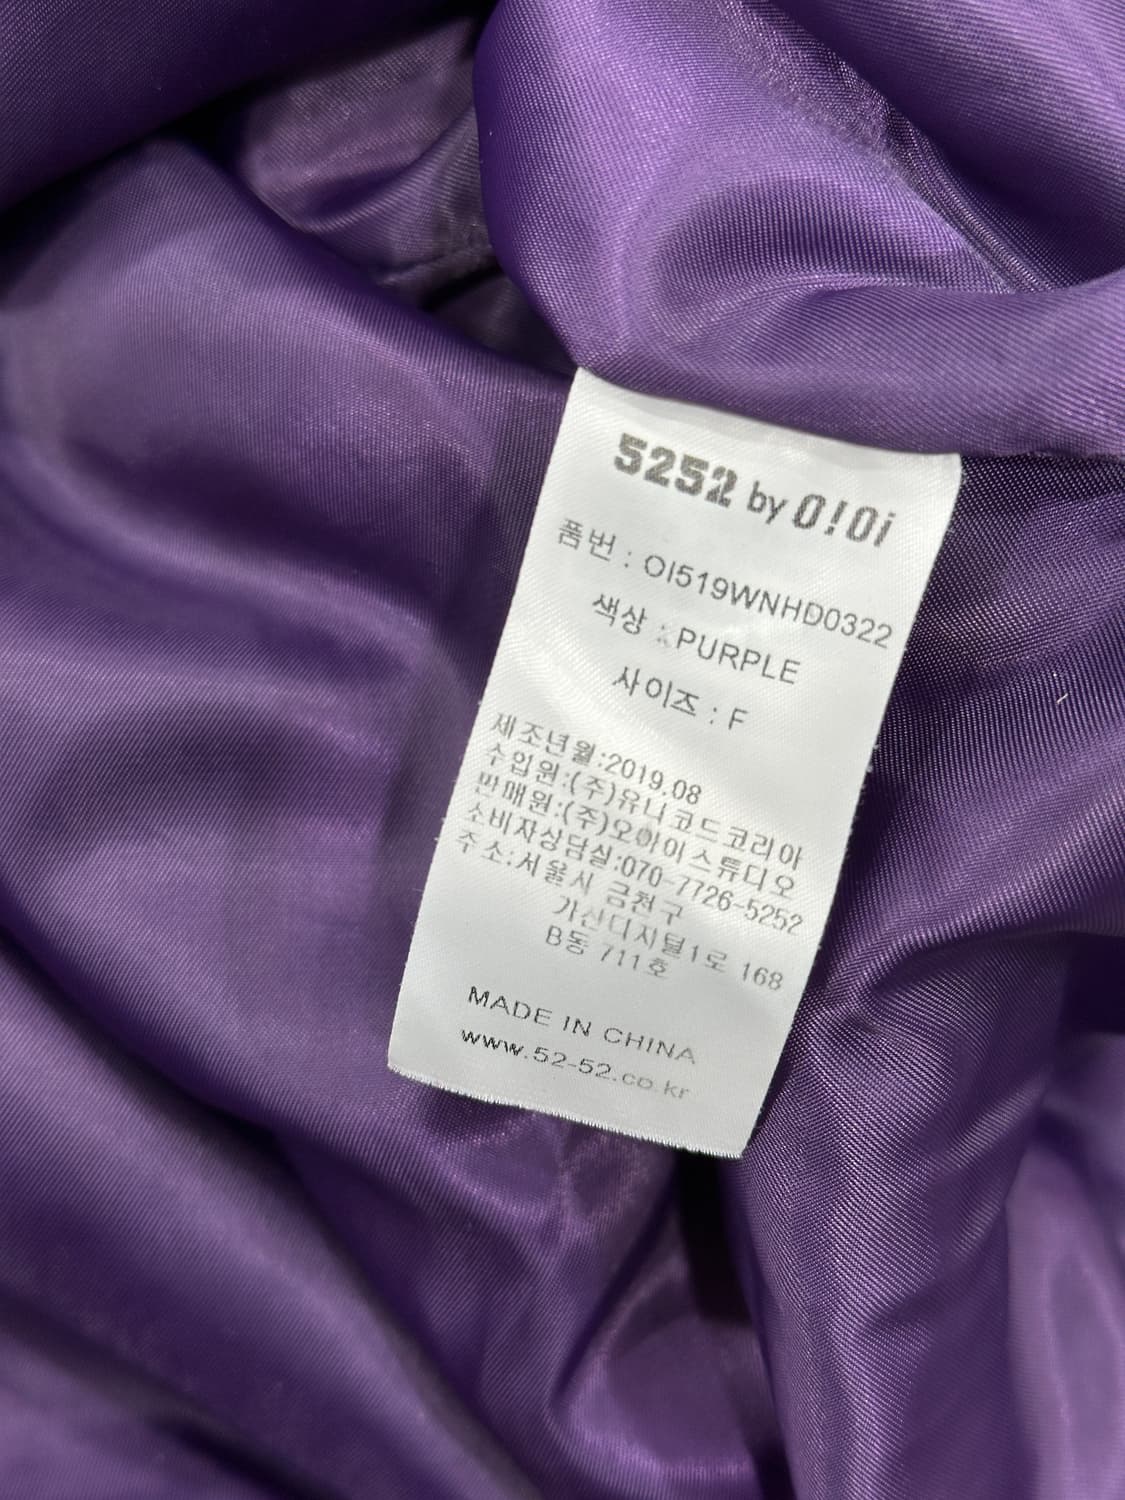 5252 by O!Oi
품번 : OI519WNHD0322
색상 : PURPLE
사이즈 : F
제조년월:2019.08
수입원:(주)유니코드코리아
판매원:(주)오아이스튜디오
소비자상담실:070-7726-5252
주소:서울시 금천구
가산디지털1로 168
B동 711호
MADE IN CHINA
www.52-52.co.kr